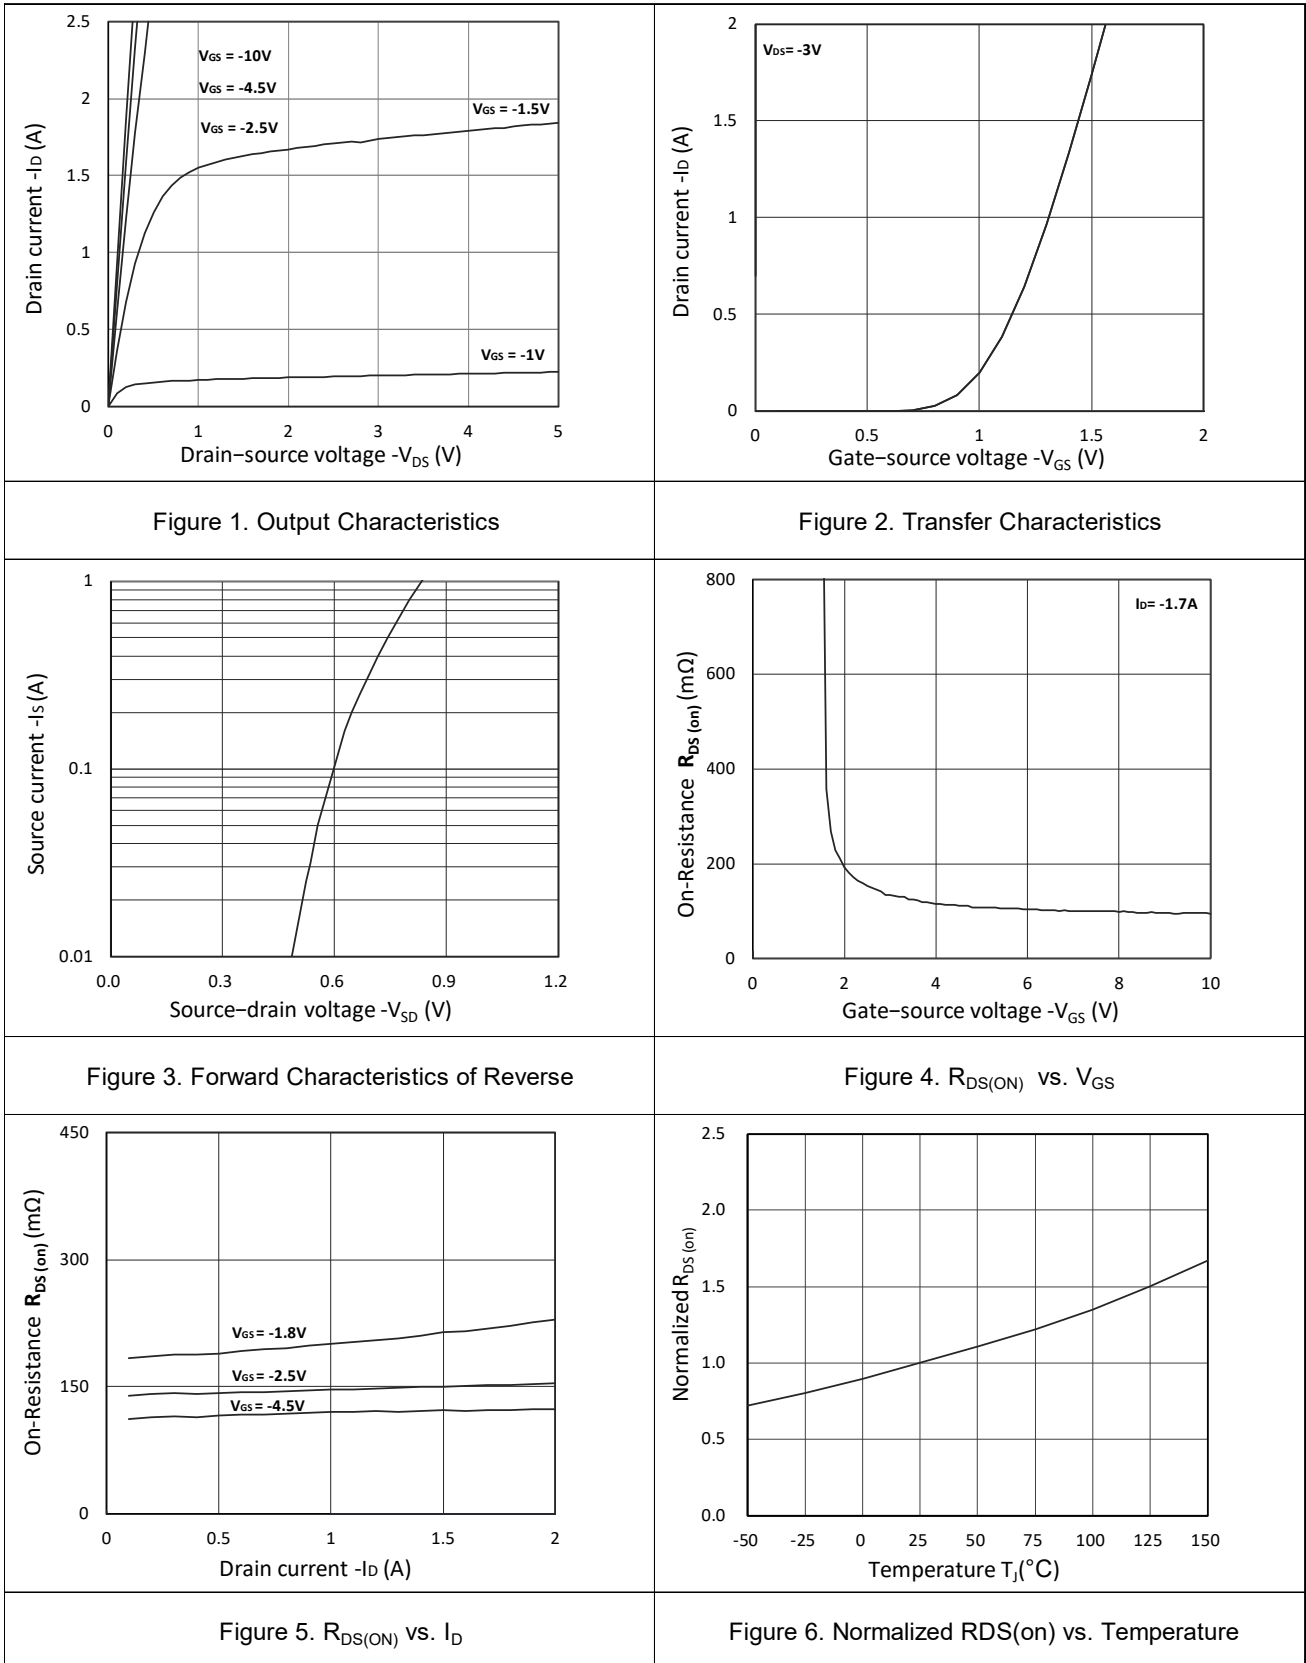 2.5
2
1.5
1
0.5
0
0 1 2 3 4 5
Drain current -ID (A)
Drain−source voltage -VDS (V)
VGS = -10V
VGS = -4.5V
VGS = -2.5V
VGS = -1.5V
VGS = -1V
Figure 1. Output Characteristics
2
1.5
1
0.5
0
0 0.5 1 1.5 2
Drain current -ID (A)
Gate−source voltage -VGS (V)
VDS= -3V
Figure 2. Transfer Characteristics
1
0.1
0.01
0.0 0.3 0.6 0.9 1.2
Source current -IS (A)
Source−drain voltage -VSD (V)
Figure 3. Forward Characteristics of Reverse
800
600
400
200
0
0 2 4 6 8 10
On-Resistance RDS (on) (mΩ)
Gate−source voltage -VGS (V)
ID= -1.7A
Figure 4. RDS(ON) vs. VGS
450
300
150
0
0 0.5 1 1.5 2
On-Resistance RDS (on) (mΩ)
Drain current -ID (A)
VGS = -1.8V
VGS = -2.5V
VGS = -4.5V
Figure 5. RDS(ON) vs. ID
2.5
2.0
1.5
1.0
0.5
0.0
-50 -25 0 25 50 75 100 125 150
Normalized RDS (on)
Temperature TJ(°C)
Figure 6. Normalized RDS(on) vs. Temperature